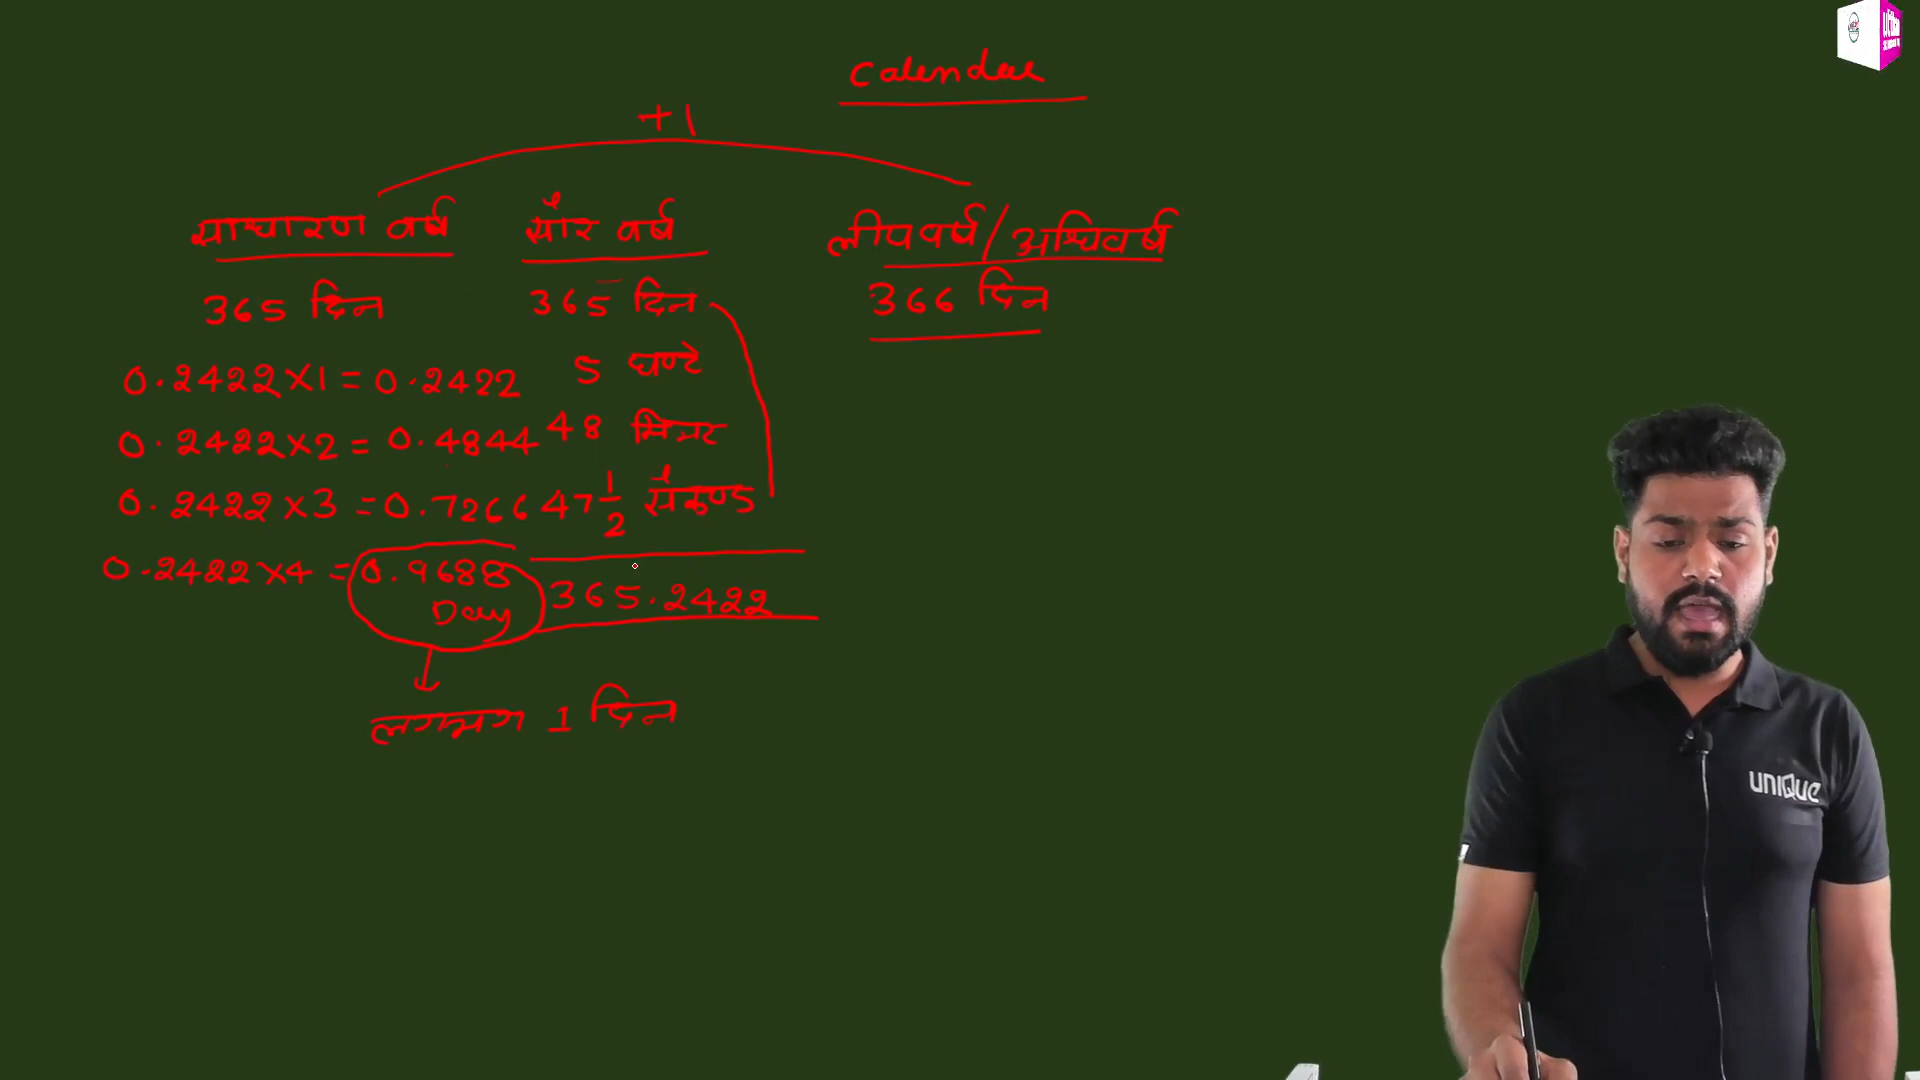 Calendar
+1
साधारण वर्ष सौर वर्ष लीपवर्ष/अधिवर्ष
365 दिन 365 दिन 366 दिन
0.2422×1=0.2422 5 घण्टे
0.2422×2=0.4844 48 मिनट
0.2422×3=0.7266 47 1/2 सैकण्ड
0.2422×4=0.9688 Day 365.2422
लगभग 1 दिन
UNIQUE